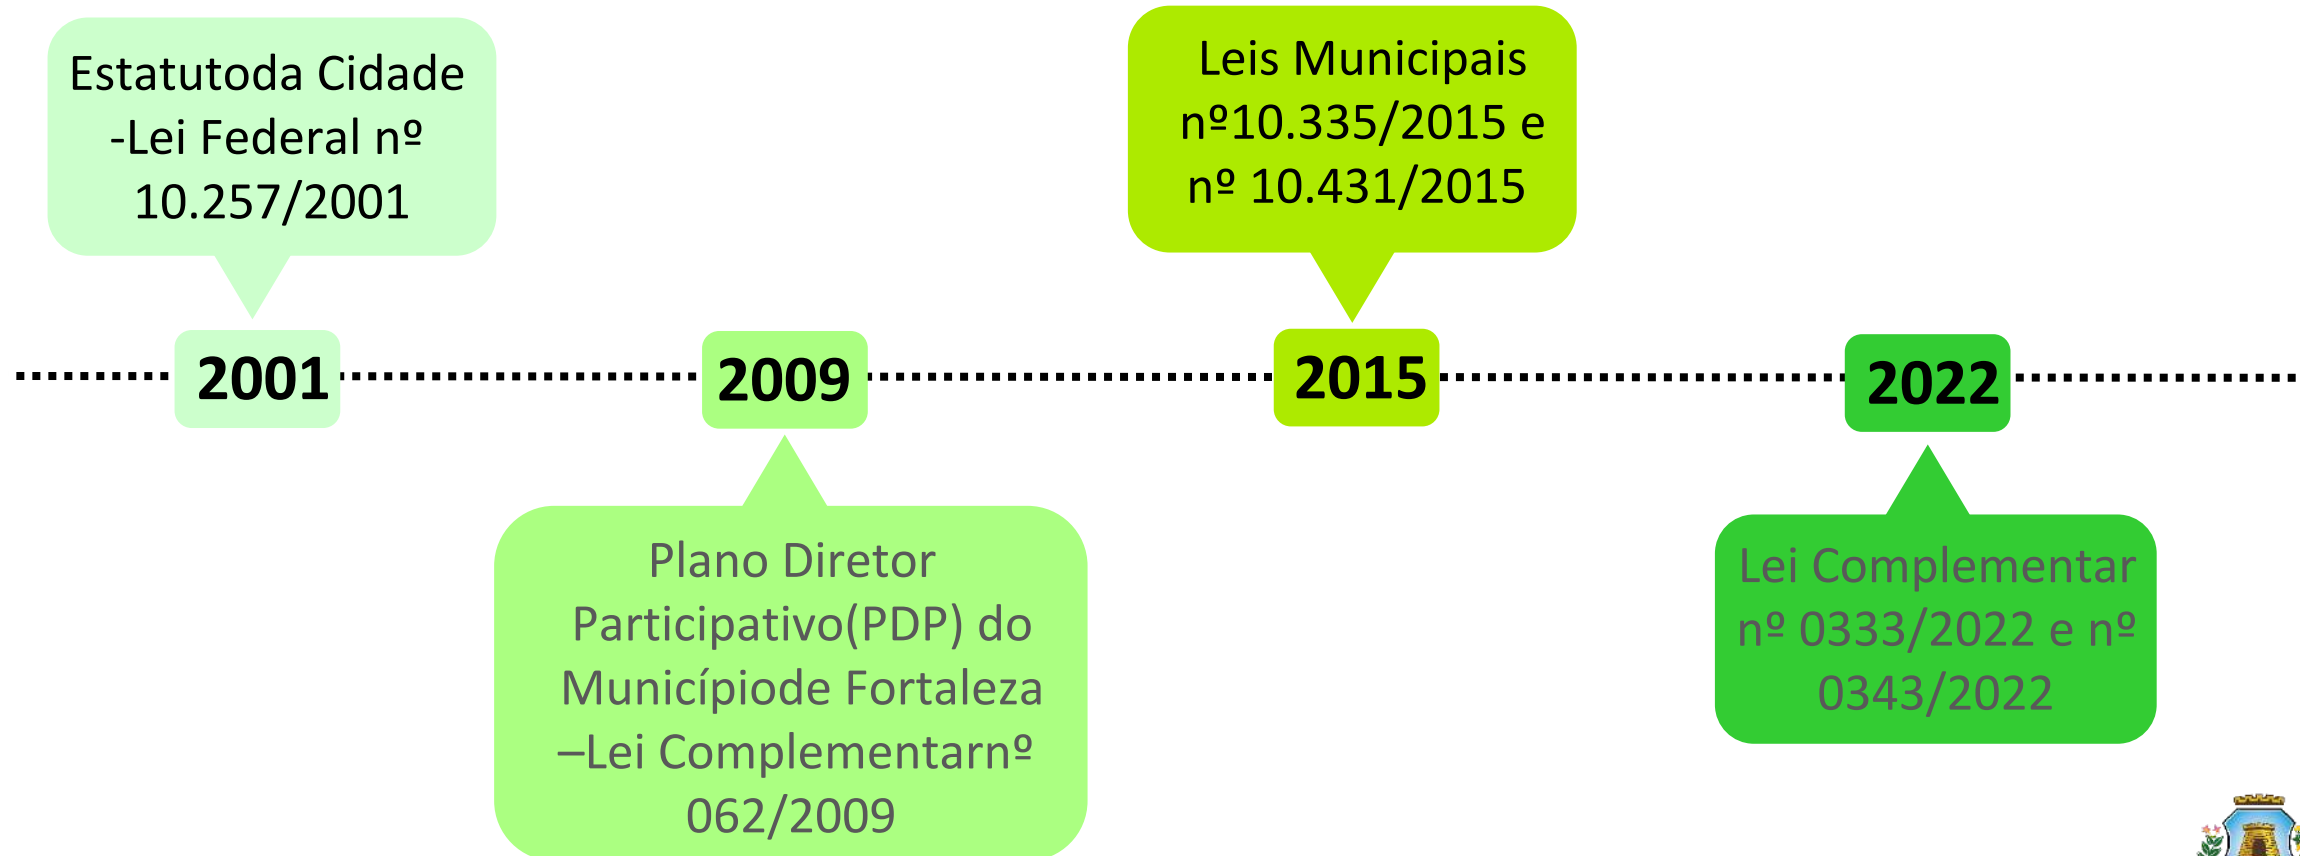 Estatutoda Cidade
-Lei Federal nº
10.257/2001
Leis Municipais
nº10.335/2015 e
nº 10.431/2015
2001
2009
2015
2022
Plano Diretor
Participativo(PDP) do
Municípiode Fortaleza
–Lei Complementarnº
062/2009
Lei Complementar
nº 0333/2022 e nº
0343/2022